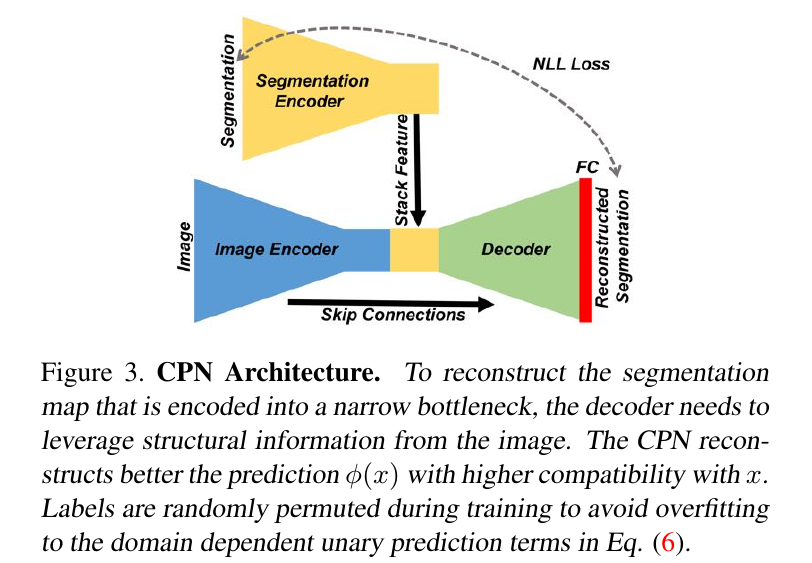 Segmentation
Segmentation
Encoder
NLL Loss
Stack Feature
FC
Image
Image Encoder
Decoder
Reconstructed
Segmentation
Skip Connections
Figure 3. CPN Architecture. To reconstruct the segmentation
map that is encoded into a narrow bottleneck, the decoder needs to
leverage structural information from the image. The CPN recon-
structs better the prediction ϕ(x) with higher compatibility with x.
Labels are randomly permuted during training to avoid overfitting
to the domain dependent unary prediction terms in Eq. (6).